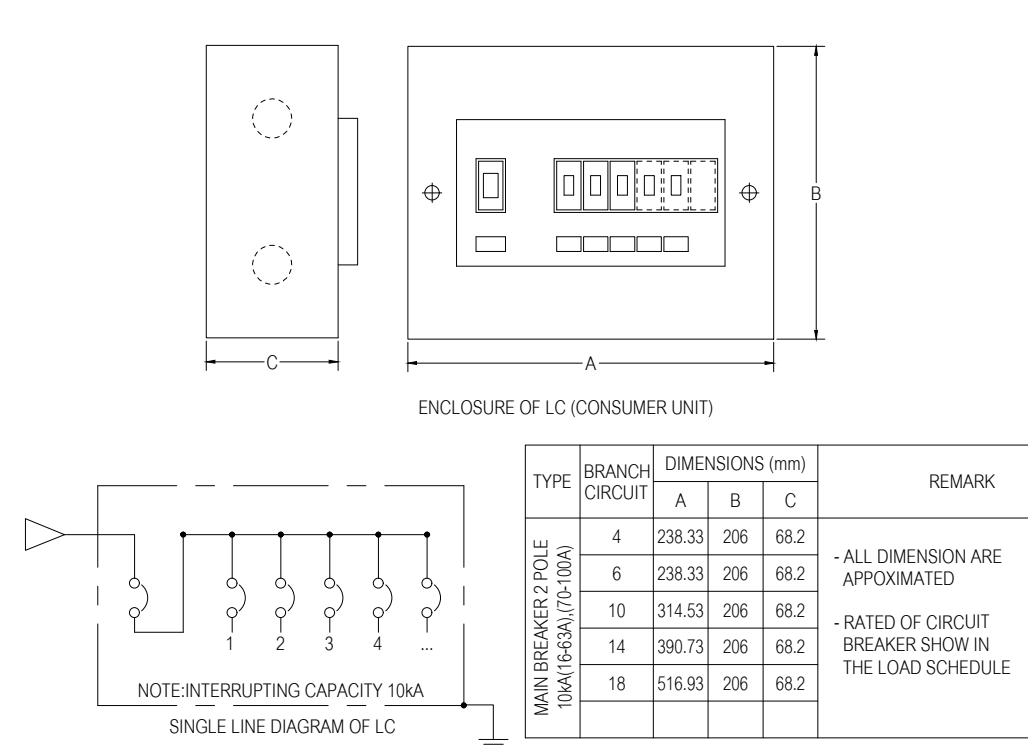 B
C
A
ENCLOSURE OF LC (CONSUMER UNIT)
1 2 3 4 ...
NOTE:INTERRUPTING CAPACITY 10kA
SINGLE LINE DIAGRAM OF LC
TYPE BRANCH CIRCUIT DIMENSIONS (mm) REMARK
A B C
MAIN BREAKER 2 POLE
10kA(16-63A),(70-100A)
4 238.33 206 68.2
6 238.33 206 68.2
10 314.53 206 68.2
14 390.73 206 68.2
18 516.93 206 68.2
- ALL DIMENSION ARE
APPOXIMATED
- RATED OF CIRCUIT
BREAKER SHOW IN
THE LOAD SCHEDULE